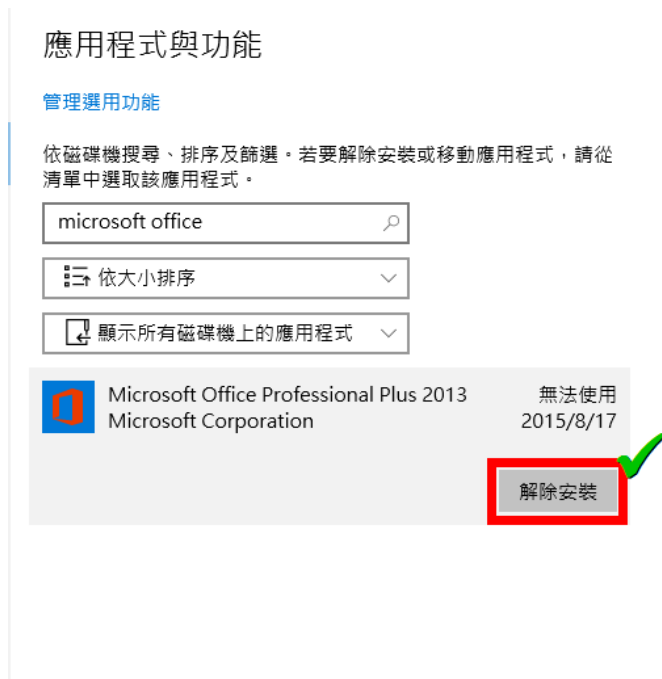 應用程式與功能
管理選用功能
依磁碟機搜尋、排序及篩選。若要解除安裝或移動應用程式，請從
清單中選取該應用程式。
microsoft office
依大小排序
顯示所有磁碟機上的應用程式
Microsoft Office Professional Plus 2013 無法使用
Microsoft Corporation 2015/8/17
解除安裝